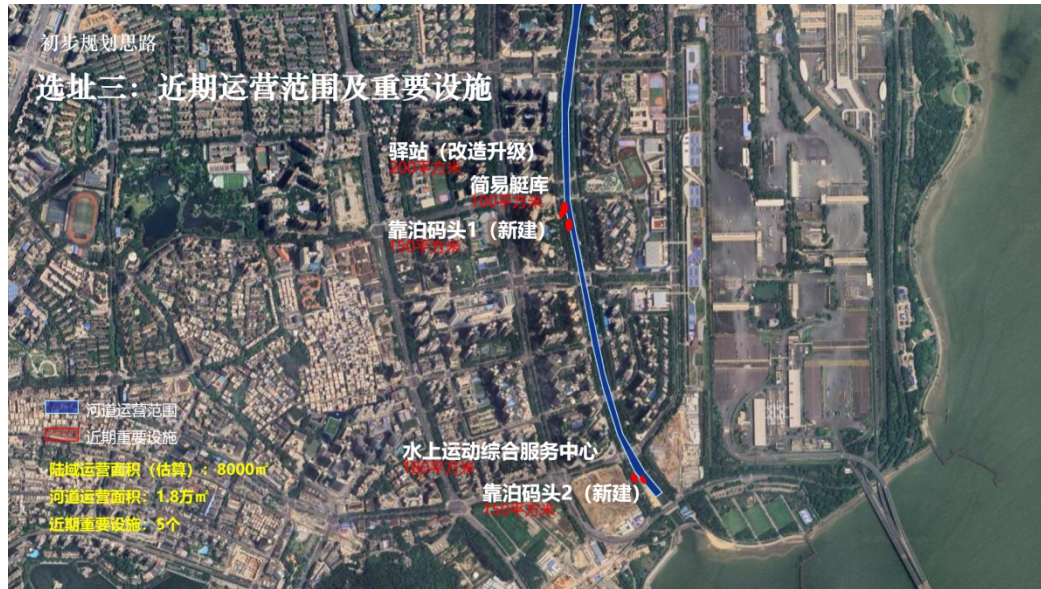 初步规划思路
选址三：近期运营范围及重要设施
驿站（改造升级）
200平方米
简易艇库
100平方米
靠泊码头1（新建）
150平方米
河道运营范围
近期重要设施
陆域运营面积（估算）：8000㎡
河道运营面积：1.8万㎡
近期重要设施：5个
水上运动综合服务中心
180平方米
靠泊码头2（新建）
150平方米